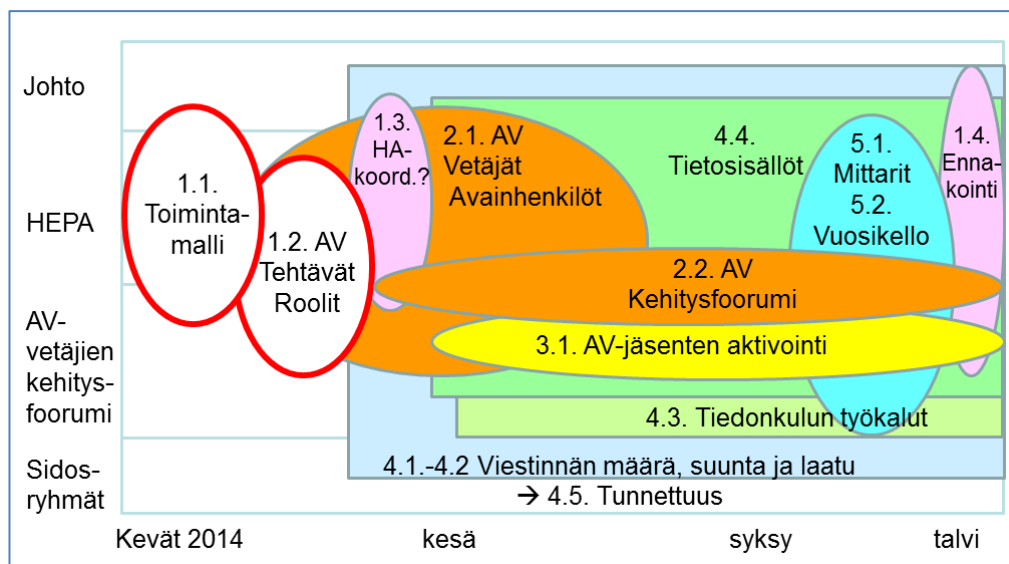 Johto
HEPA
AV-
vetäjien
kehitys-
foorumi
Sidos-
ryhmät
1.1.
Toiminta-
malli
1.2. AV
Tehtävät
Roolit
1.3.
HA-
koord.?
2.1. AV
Vetäjät
Avainhenkilöt
4.4.
Tietosisällöt
5.1.
Mittarit
5.2.
Vuosikello
1.4.
Enna-
kointi
2.2. AV
Kehitysfoorumi
3.1. AV-jäsenten aktivointi
4.3. Tiedonkulun työkalut
4.1.-4.2 Viestinnän määrä, suunta ja laatu
→ 4.5. Tunnettuus
Kevät 2014 kesä syksy talvi